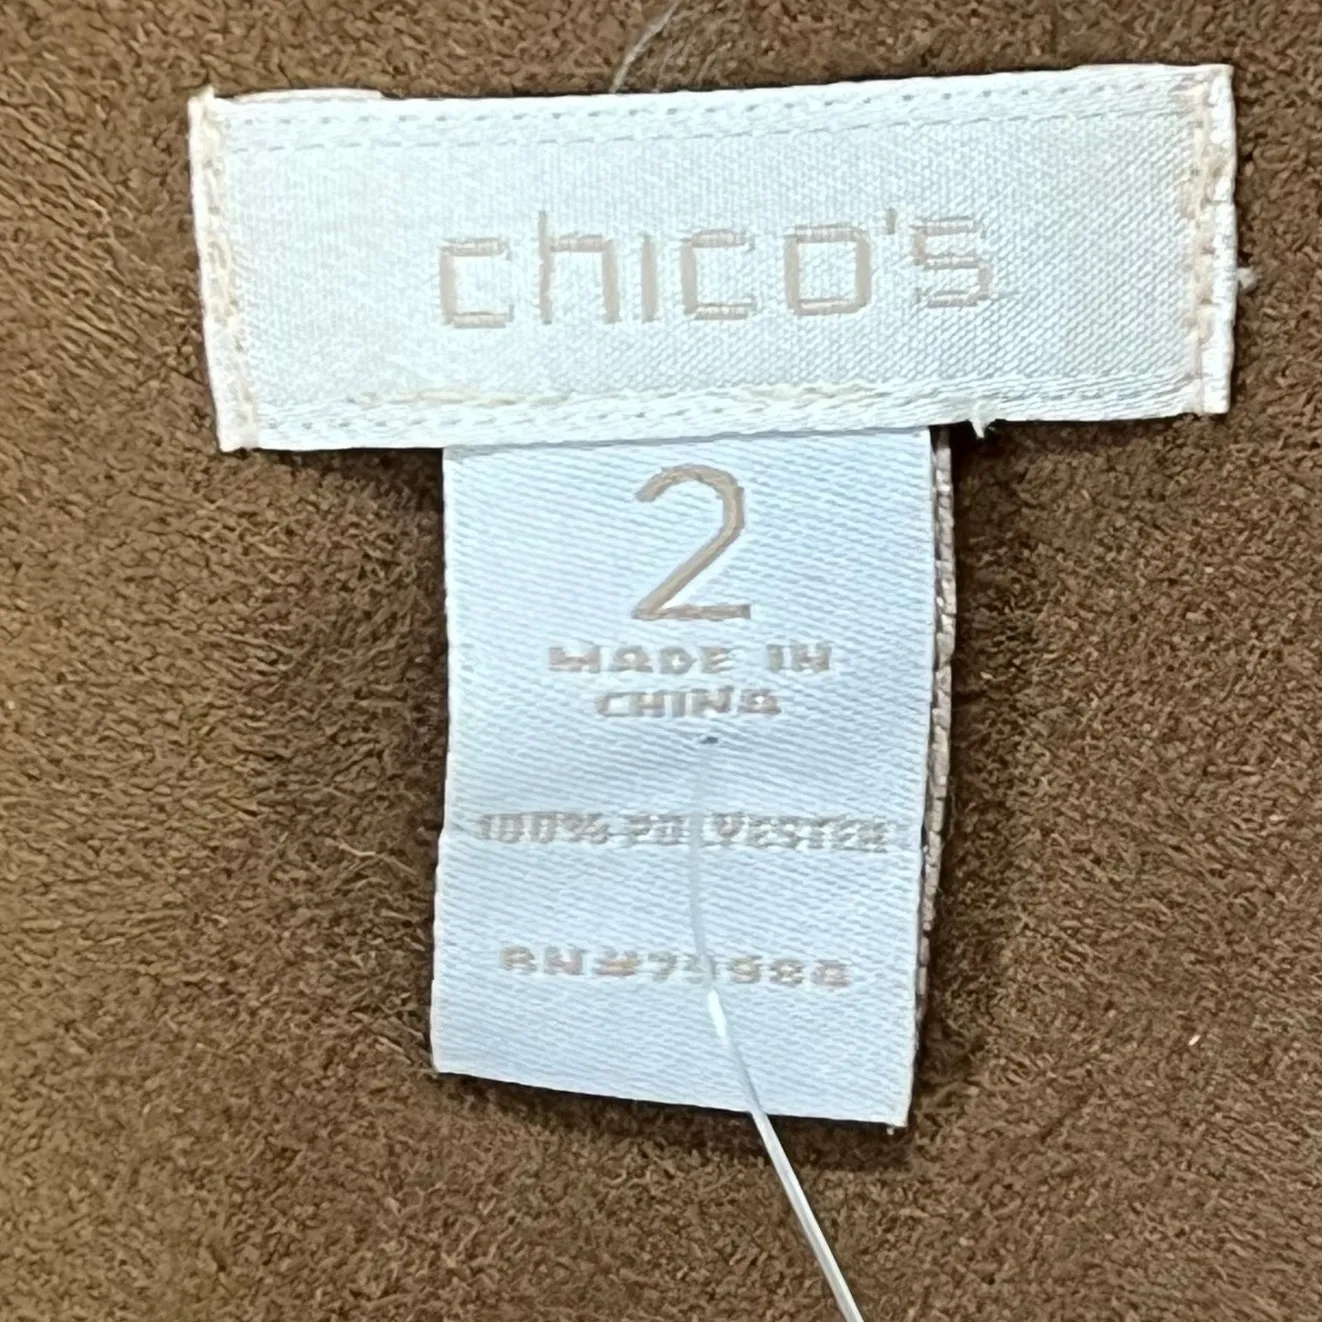 chico's
2
MADE IN
CHINA
100% POLYESTER